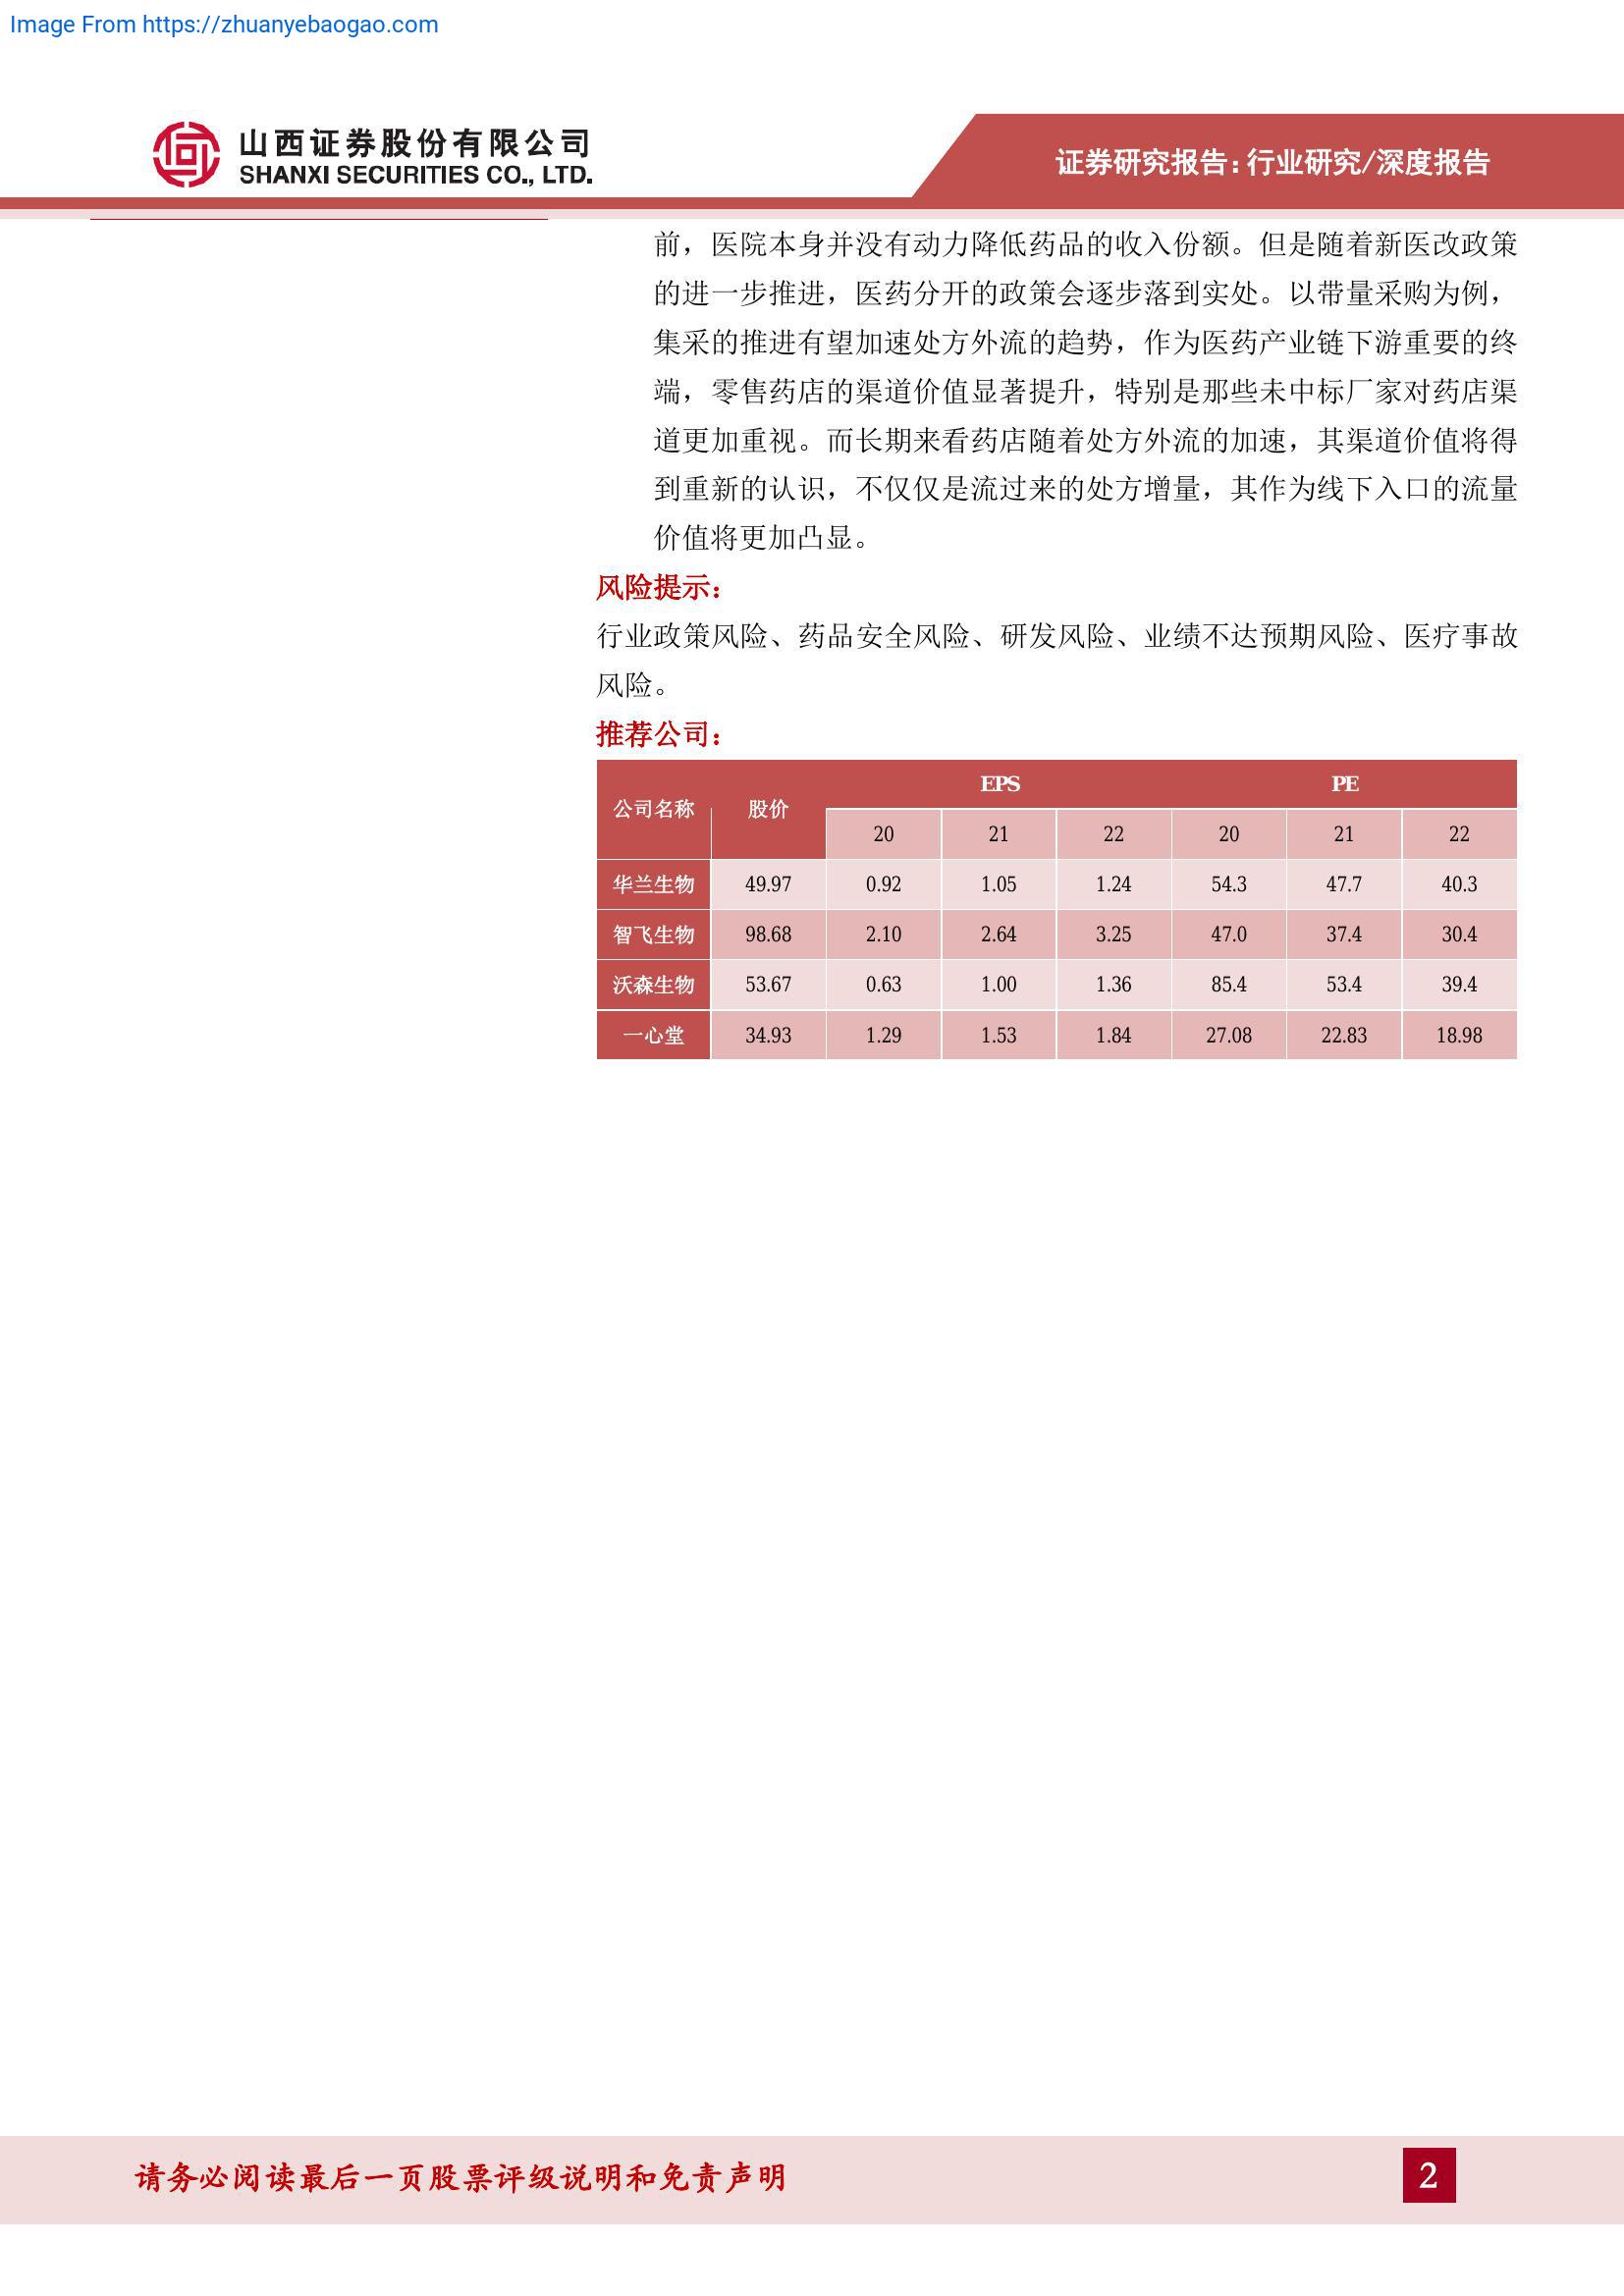 Image From https://zhuanyebaogao.com
山西证券股份有限公司
SHANXI SECURITIES CO., LTD.
证券研究报告:行业研究/深度报告
前，医院本身并没有动力降低药品的收入份额。但是随着新医改政策
的进一步推进，医药分开的政策会逐步落到实处。以带量采购为例，
集采的推进有望加速处方外流的趋势，作为医药产业链下游重要的终
端，零售药店的渠道价值显著提升，特别是那些未中标厂家对药店渠
道更加重视。而长期来看药店随着处方外流的加速，其渠道价值将得
到重新的认识，不仅仅是流过来的处方增量，其作为线下入口的流量
价值将更加凸显。
风险提示：
行业政策风险、药品安全风险、研发风险、业绩不达预期风险、医疗事故
风险。
推荐公司：
公司名称 股价 EPS PE
20 21 22 20 21 22
华兰生物 49.97 0.92 1.05 1.24 54.3 47.7 40.3
智飞生物 98.68 2.10 2.64 3.25 47.0 37.4 30.4
沃森生物 53.67 0.63 1.00 1.36 85.4 53.4 39.4
一心堂 34.93 1.29 1.53 1.84 27.08 22.83 18.98
请务必阅读最后一页股票评级说明和免责声明
2